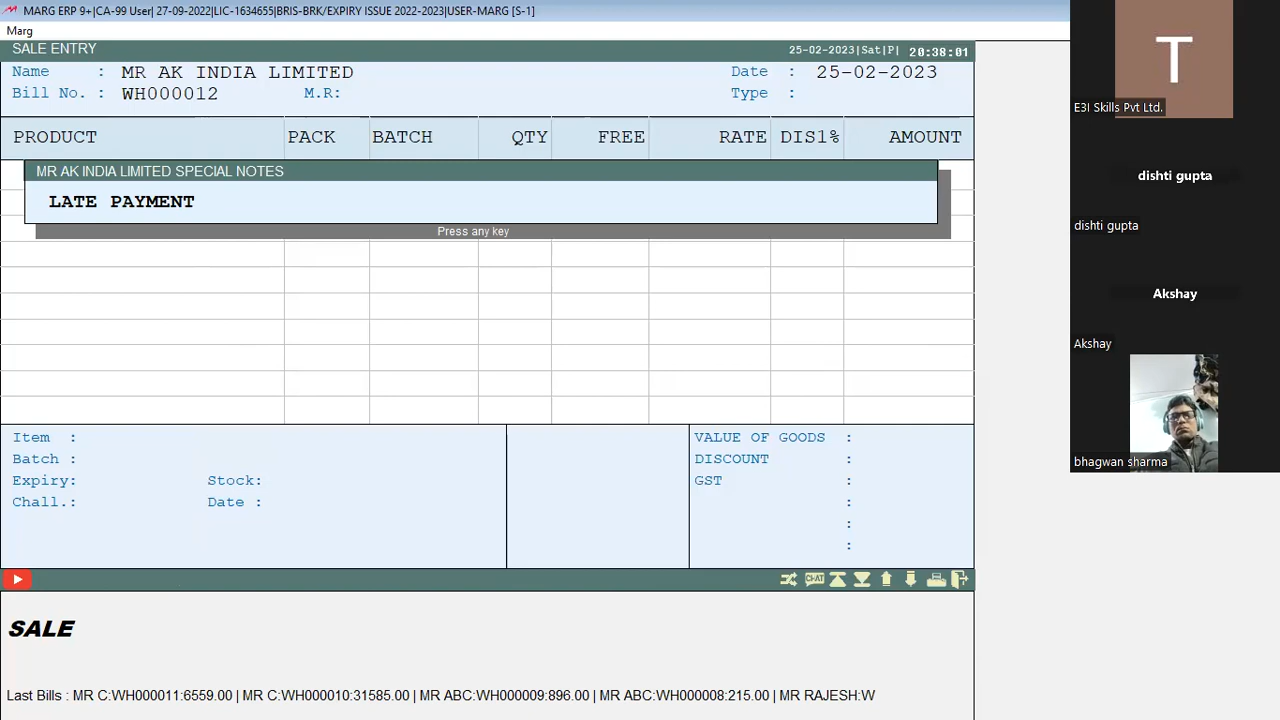 MARG ERP 9+|CA-99 User| 27-09-2022|LIC-1634655|BRIS-BRK/EXPIRY ISSUE 2022-2023|USER-MARG [S-1]
Marg
SALE ENTRY 25-02-2023|Sat|P| 20:38:01
Name : MR AK INDIA LIMITED Date : 25-02-2023
Bill No. : WH000012 M.R: Type :
PRODUCT PACK BATCH QTY FREE RATE DIS1% AMOUNT
MR AK INDIA LIMITED SPECIAL NOTES
LATE PAYMENT
Press any key
Item : VALUE OF GOODS :
Batch : DISCOUNT :
Expiry: Stock: GST :
Chall.: Date : :
:
:
CHAT
SALE
Last Bills : MR C:WH000011:6559.00 | MR C:WH000010:31585.00 | MR ABC:WH000009:896.00 | MR ABC:WH000008:215.00 | MR RAJESH:W
T
E3I Skills Pvt Ltd.
dishti gupta
dishti gupta
Akshay
Akshay
bhagwan sharma